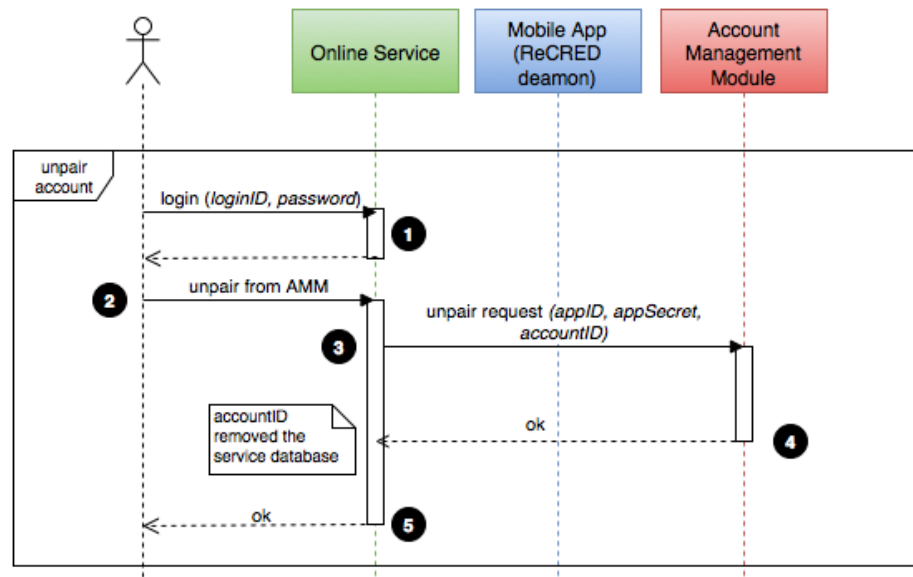 Online Service
Mobile App
(ReCRED
deamon)
Account
Management
Module
unpair
account
login (loginID, password)
1
2
unpair from AMM
unpair request (appID, appSecret,
accountID)
3
accountID
removed the
service database
ok
4
ok
5